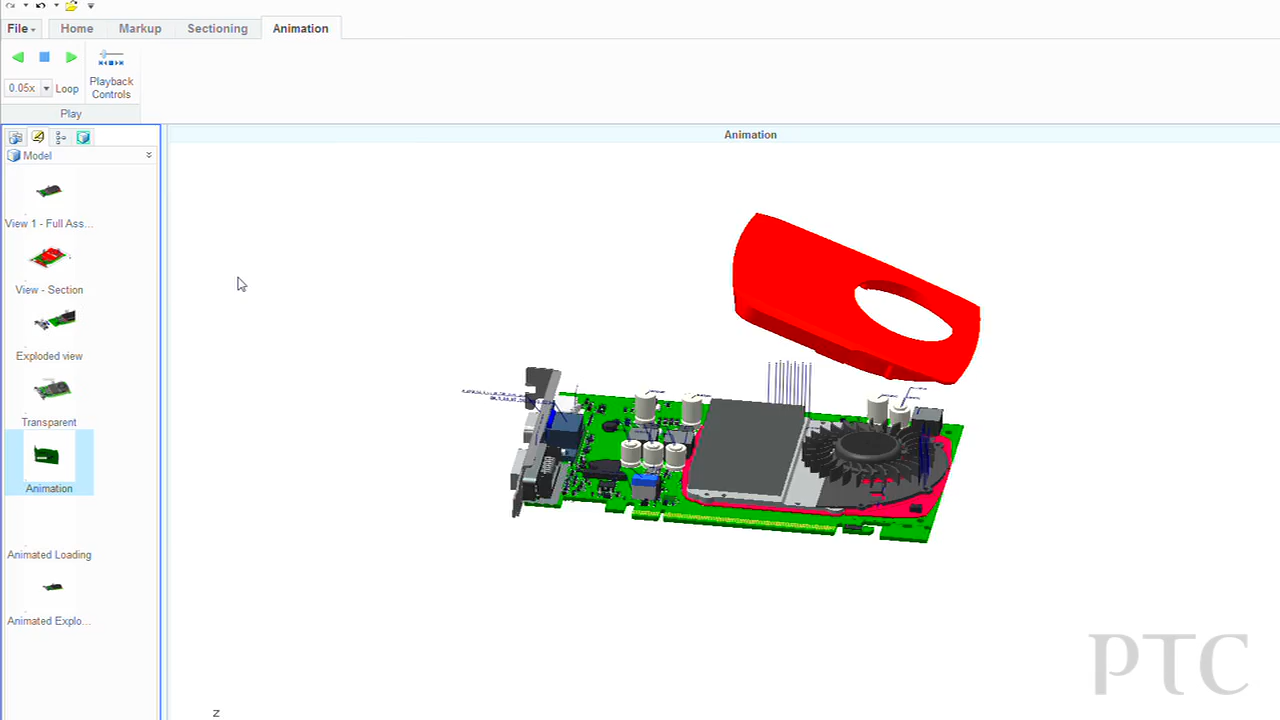 File Home Markup Sectioning Animation
0.05x Loop
Playback
Controls
Play
Model
Animation
View 1 - Full Ass...
View - Section
Exploded view
Transparent
Animation
Animated Loading
Animated Explo...
PTC
Z